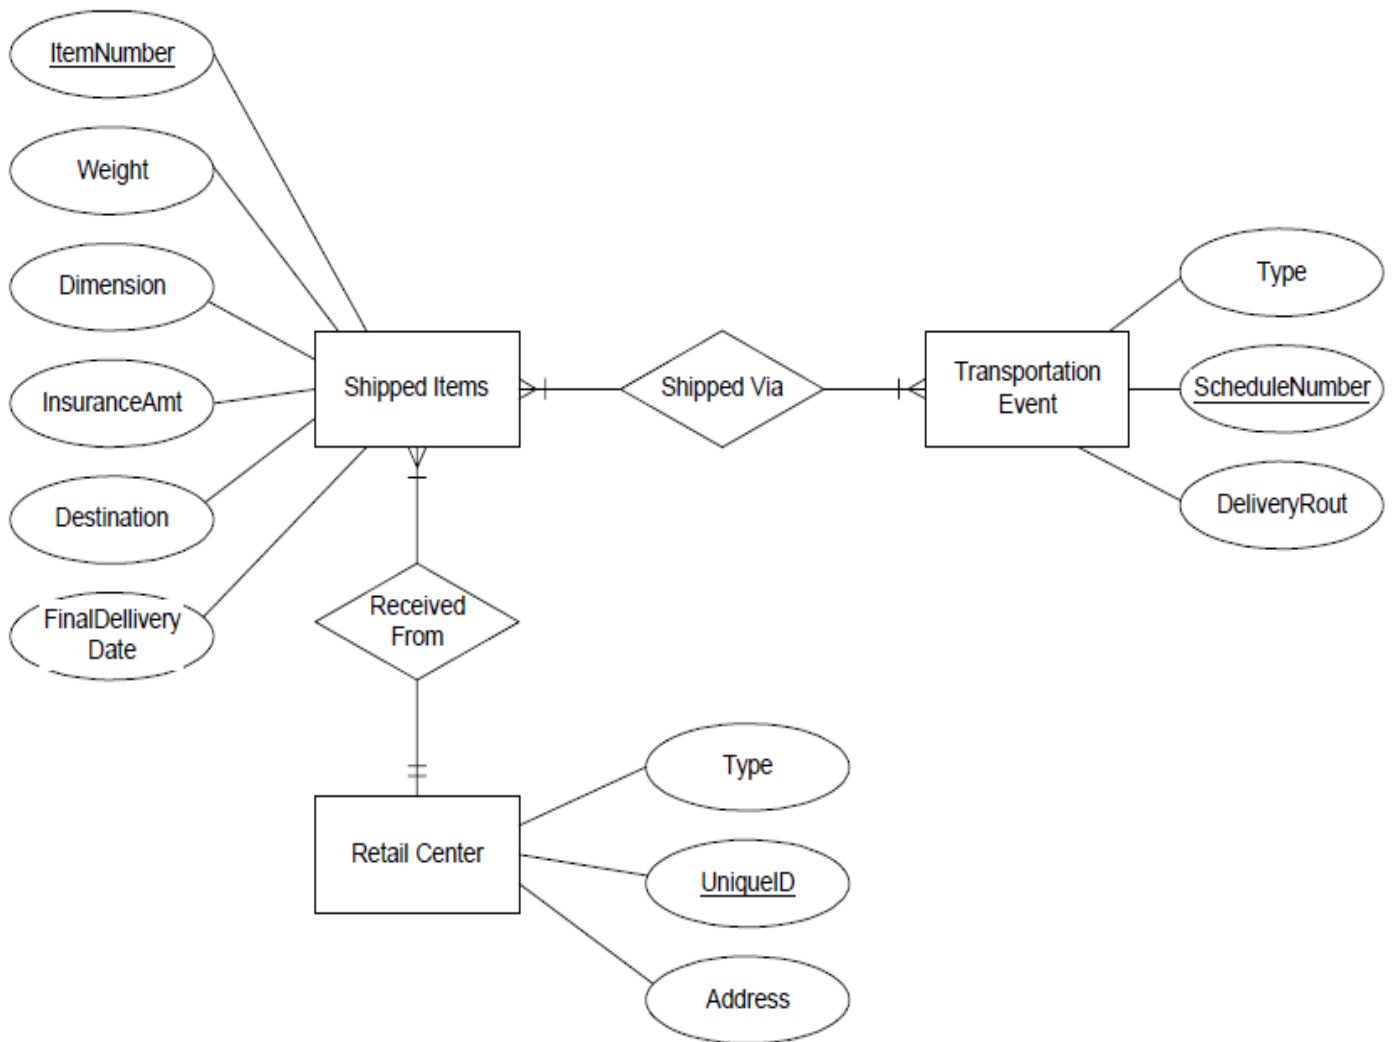 ItemNumber
Weight
Dimension
InsuranceAmt
Destination
FinalDellivery
Date
Shipped Items
Shipped Via
Transportation
Event
Type
ScheduleNumber
DeliveryRout
Received
From
Retail Center
Type
UniqueID
Address